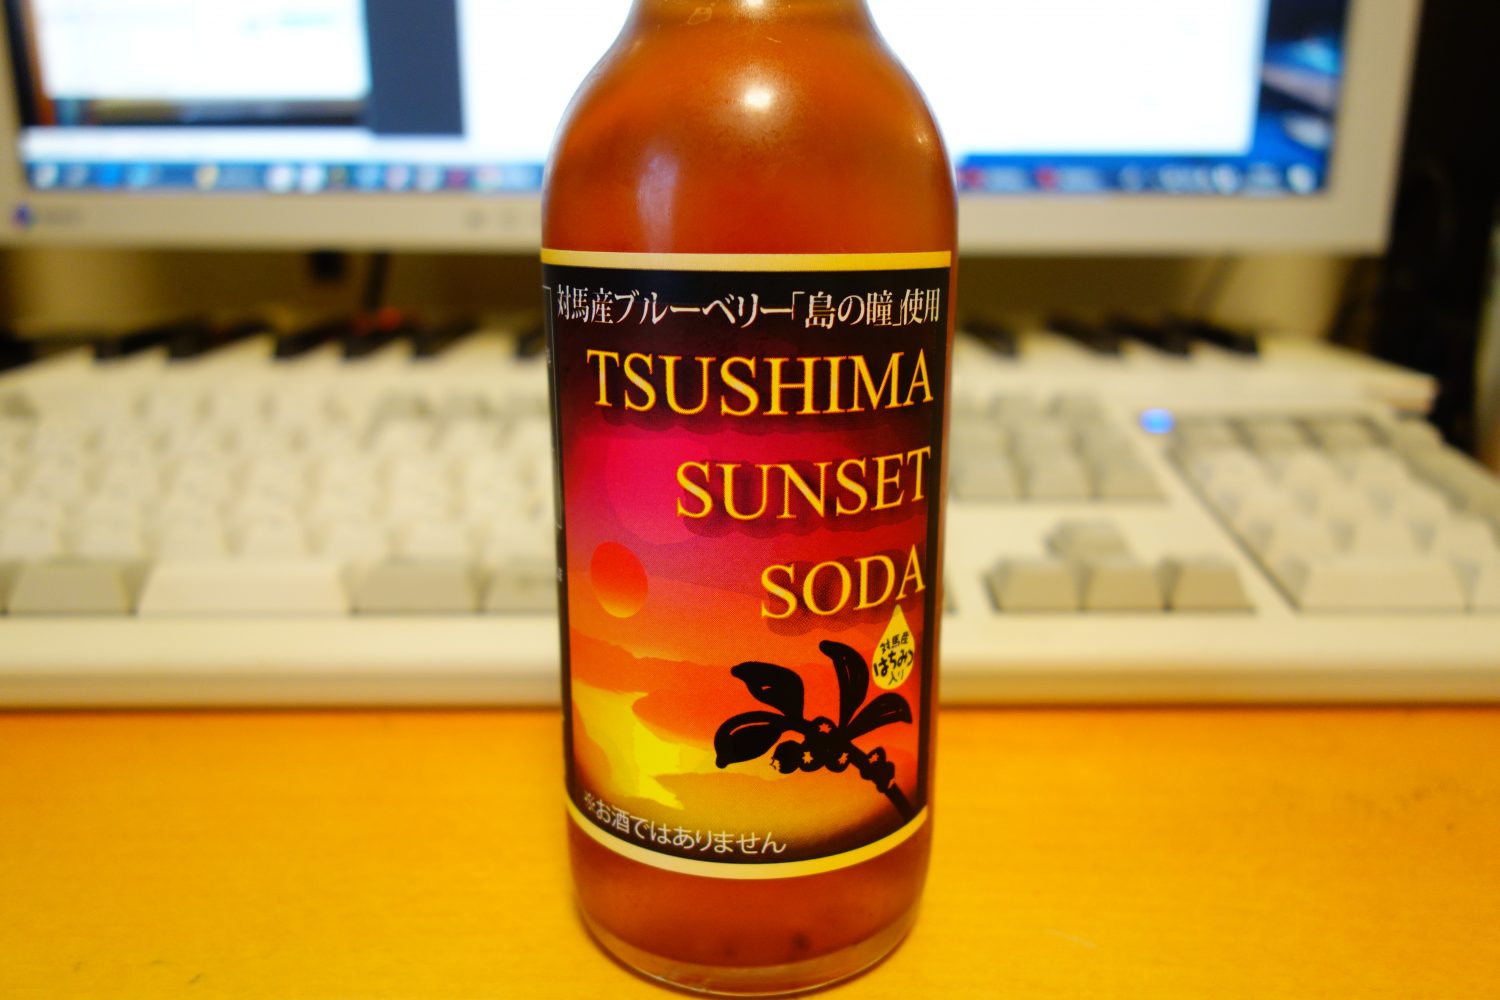 対馬産ブルーベリー「島の瞳」使用
TSUSHIMA
SUNSET
SODA
対馬産
はちみつ
入り
※お酒ではありません